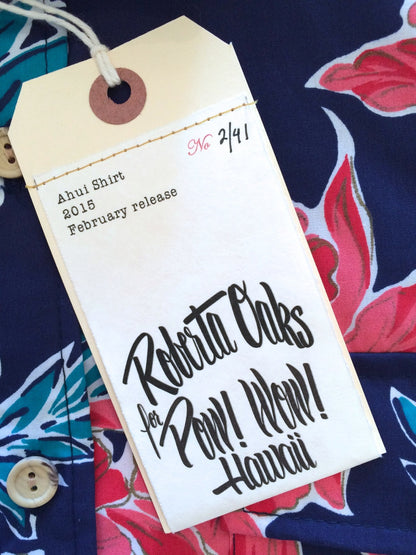 No 2/41
Ahui Shirt
2015
February release
Roberta Oaks
for Pow! Wow!
Hawaii